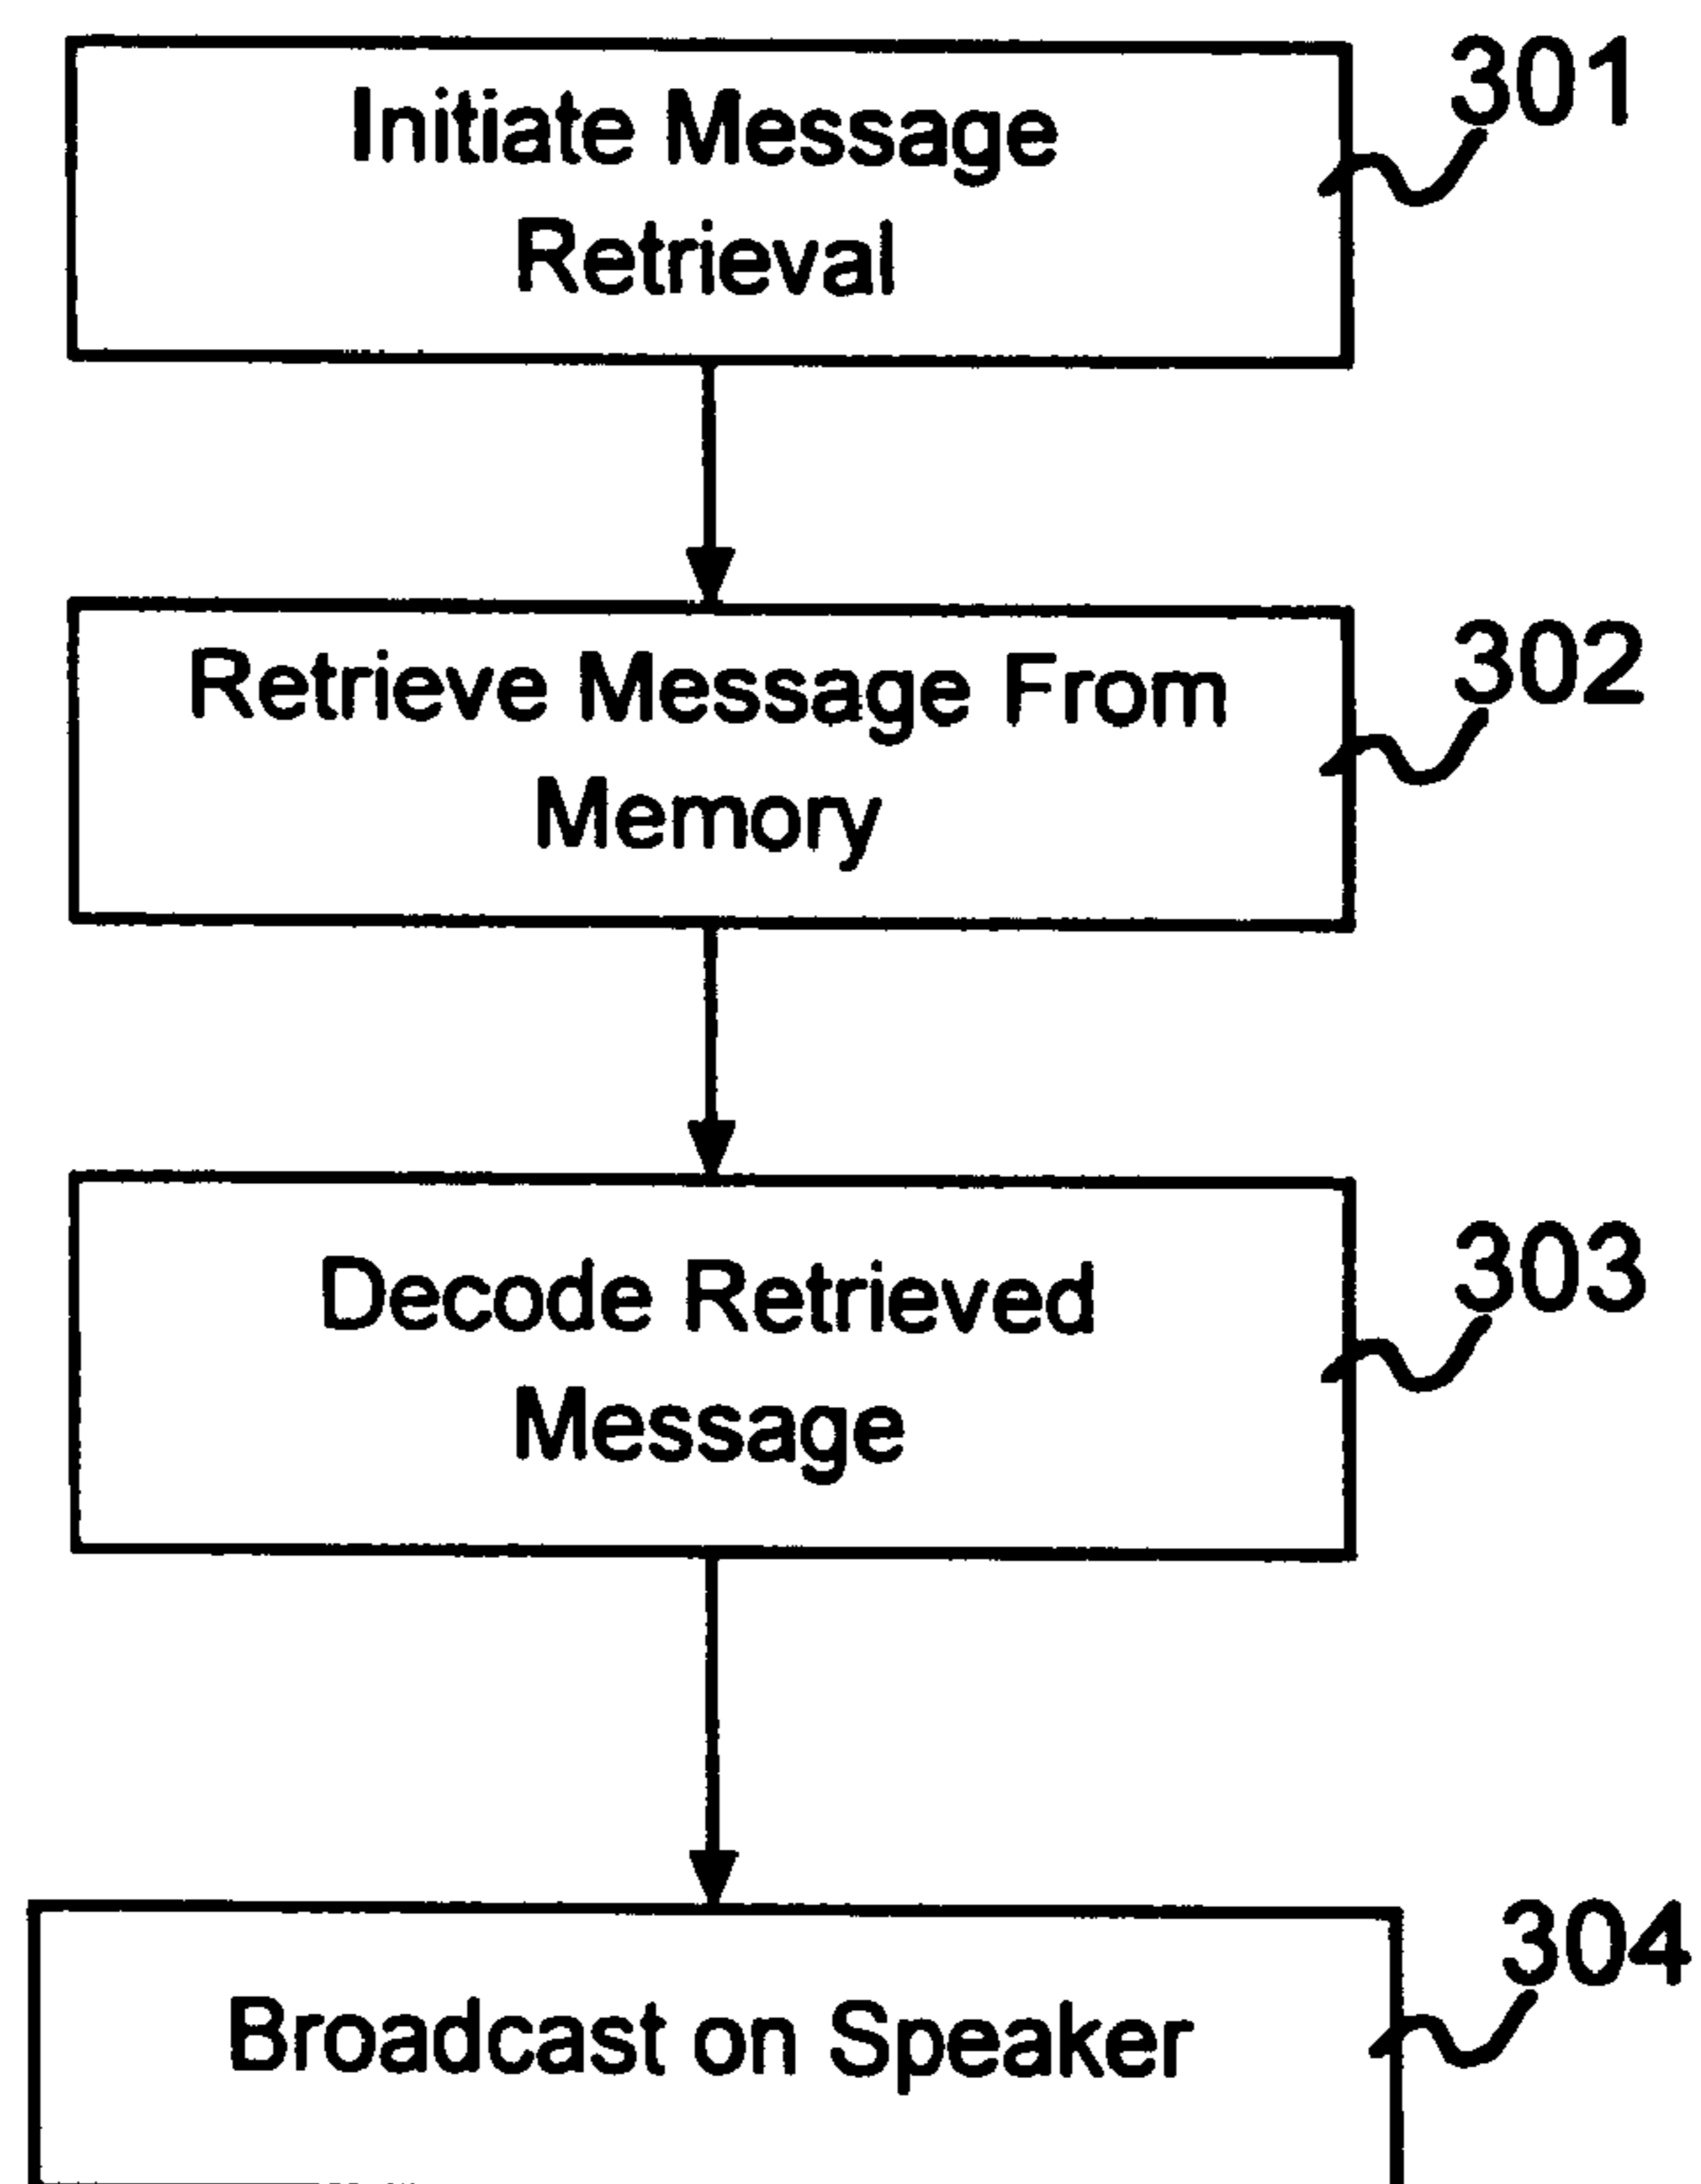 Initiate Message
Retrieval
301
Retrieve Message From
Memory
302
Decode Retrieved
Message
303
Broadcast on Speaker
304